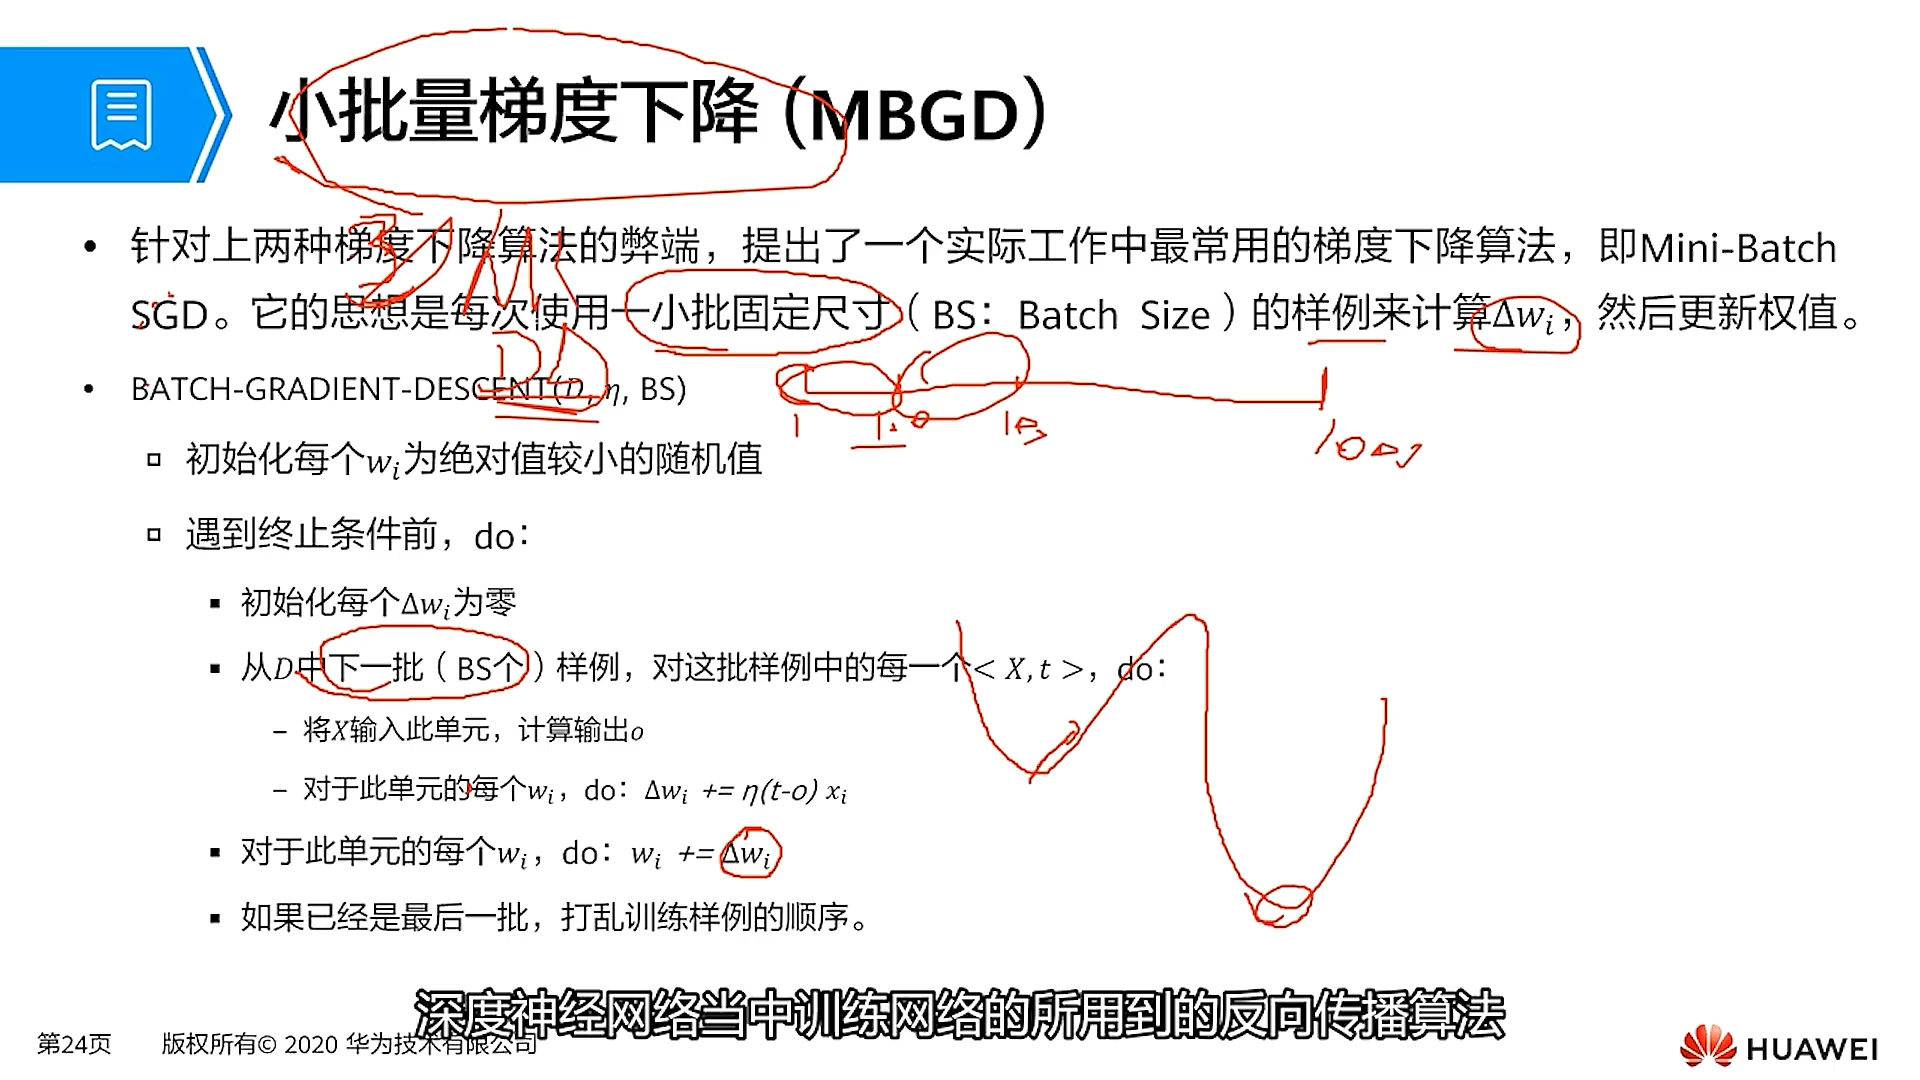 小批量梯度下降（MBGD）
• 针对上两种梯度下降算法的弊端，提出了一个实际工作中最常用的梯度下降算法，即Mini-Batch
SGD。它的思想是每次使用一小批固定尺寸（BS：Batch Size）的样例来计算Δwᵢ，然后更新权值。
• BATCH-GRADIENT-DESCENT(D, η, BS)
1
10
1000
▫ 初始化每个wᵢ为绝对值较小的随机值
▫ 遇到终止条件前，do：
▪ 初始化每个Δwᵢ为零
▪ 从D中下一批（BS个）样例，对这批样例中的每一个<X,t>，do：
– 将X输入此单元，计算输出o
– 对于此单元的每个wᵢ，do：Δwᵢ += η(t-o) xᵢ
▪ 对于此单元的每个wᵢ，do：wᵢ += Δwᵢ
▪ 如果已经是最后一批，打乱训练样例的顺序。
深度神经网络当中训练网络的所用到的反向传播算法
第24页 版权所有© 2020 华为技术有限公司
HUAWEI